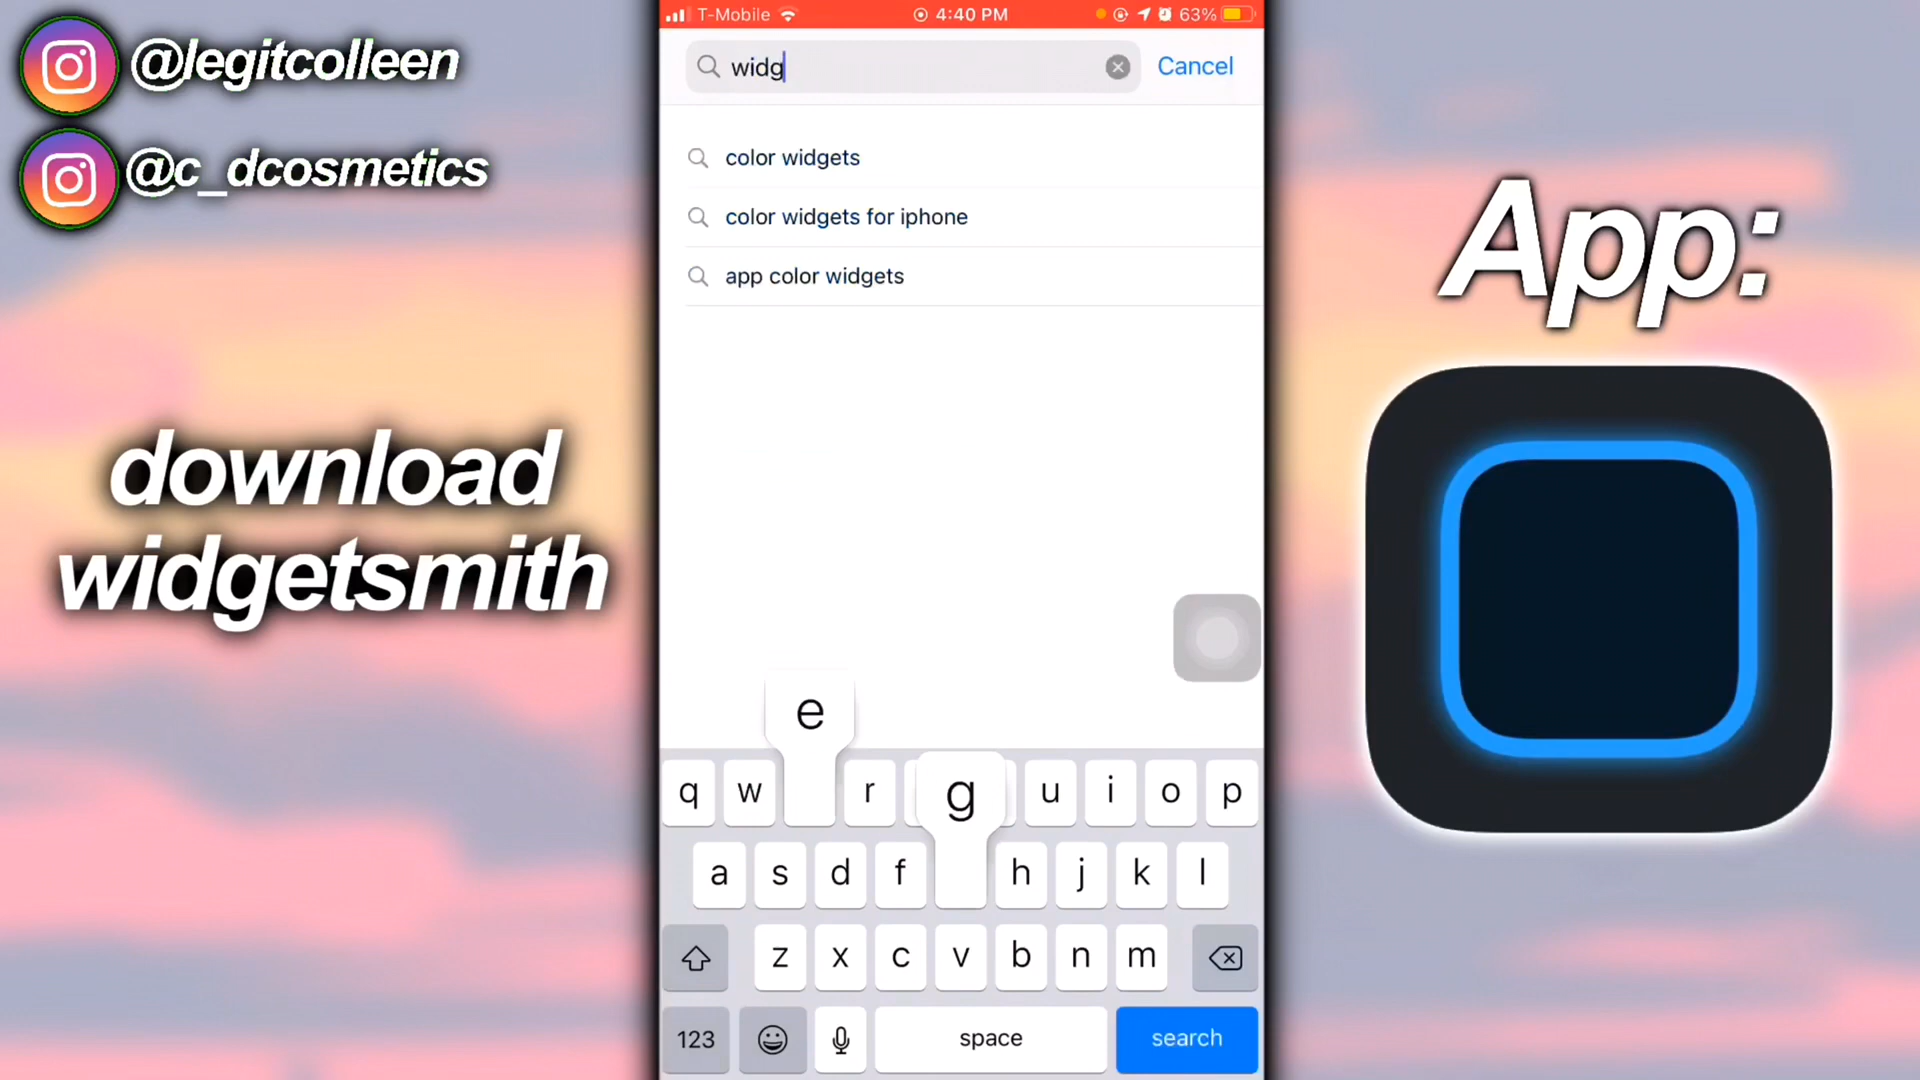 @legitcolleen
@c_dcosmetics
download
widgetsmith
T-Mobile 4:40 PM 63%
widg Cancel
color widgets
color widgets for iphone
app color widgets
e
q w r g u i o p
a s d f h j k l
z x c v b n m
123 space search
App: